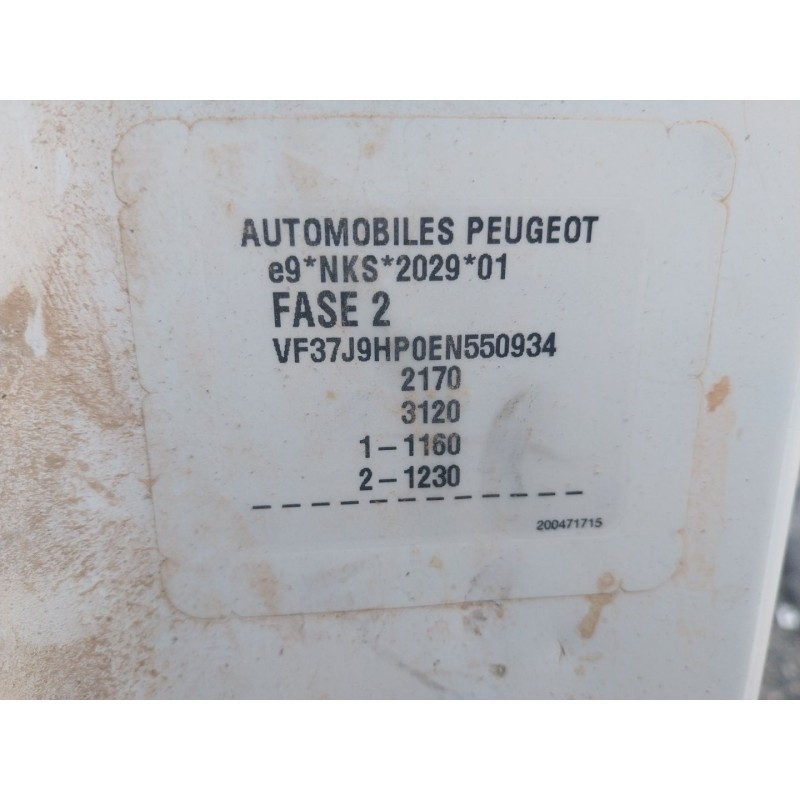 AUTOMOBILES PEUGEOT
e9*NKS*2029*01
FASE 2
VF37J9HP0EN550934
2170
3120
1-1160
2-1230
200471715